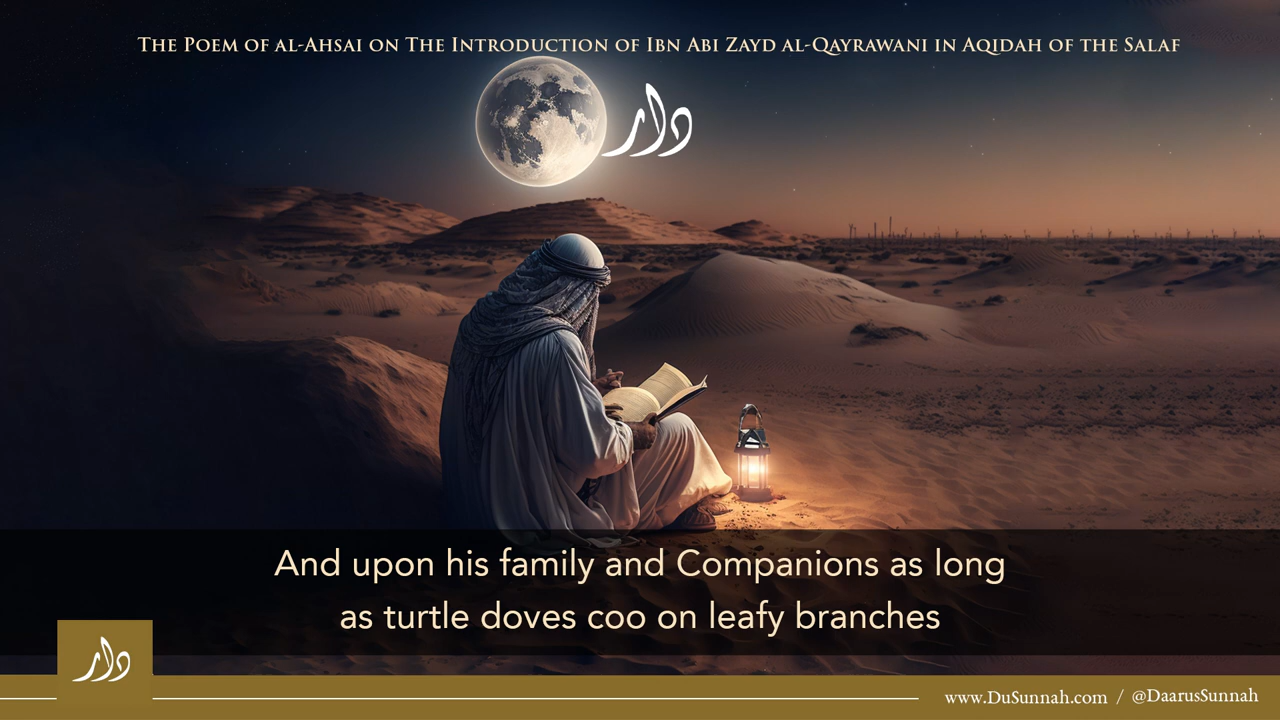 The Poem of al-Ahsai on The Introduction of Ibn Abi Zayd al-Qayrawani in Aqidah of the Salaf
دار
And upon his family and Companions as long
as turtle doves coo on leafy branches
دار
www.DuSunnah.com / @DaarusSunnah